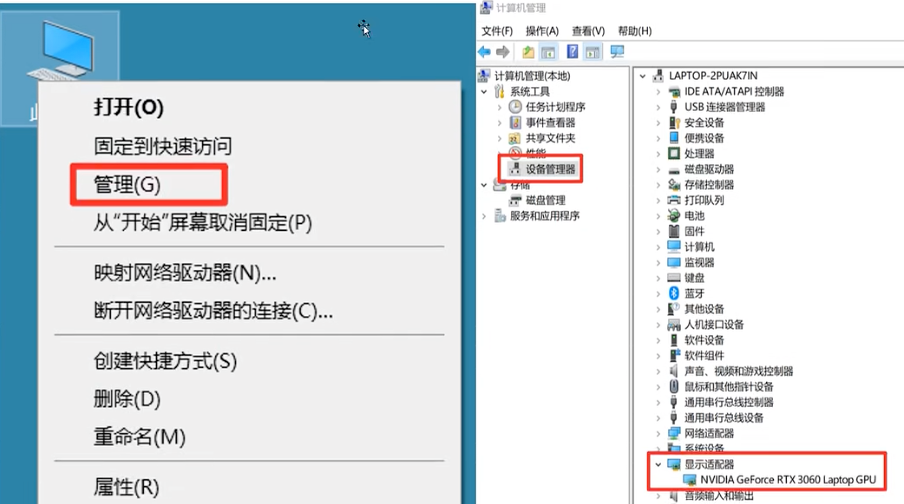 打开(O)
固定到快速访问
管理(G)
从“开始”屏幕取消固定(P)
映射网络驱动器(N)...
断开网络驱动器的连接(C)...
创建快捷方式(S)
删除(D)
重命名(M)
属性(R)
计算机管理
文件(F) 操作(A) 查看(V) 帮助(H)
计算机管理(本地)
系统工具
任务计划程序
事件查看器
共享文件夹
性能
设备管理器
存储
磁盘管理
服务和应用程序
LAPTOP-2PUAK7IN
IDE ATA/ATAPI 控制器
USB 连接器管理器
安全设备
便携设备
处理器
磁盘驱动器
存储控制器
打印队列
电池
固件
计算机
监视器
键盘
蓝牙
其他设备
人机接口设备
软件设备
软件组件
声音、视频和游戏控制器
鼠标和其他指针设备
通用串行总线控制器
通用串行总线设备
网络适配器
系统设备
显示适配器
NVIDIA GeForce RTX 3060 Laptop GPU
音频输入和输出